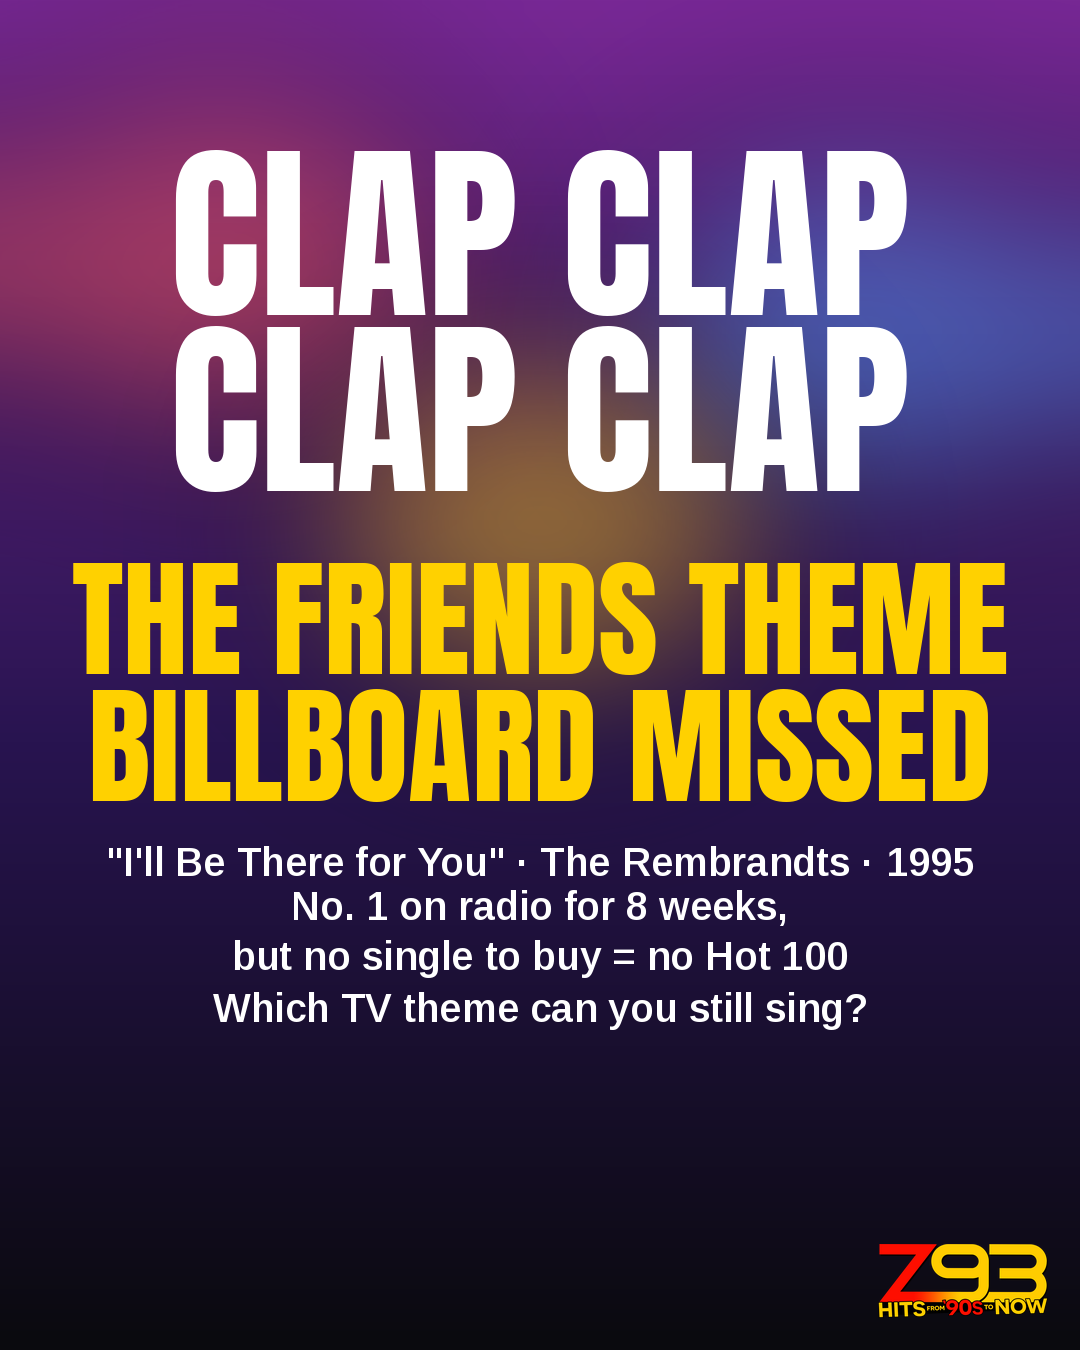 CLAP CLAP
CLAP CLAP
THE FRIENDS THEME
BILLBOARD MISSED
"I'll Be There for You" · The Rembrandts · 1995
No. 1 on radio for 8 weeks,
but no single to buy = no Hot 100
Which TV theme can you still sing?
Z93
HITS FROM '90S TO NOW